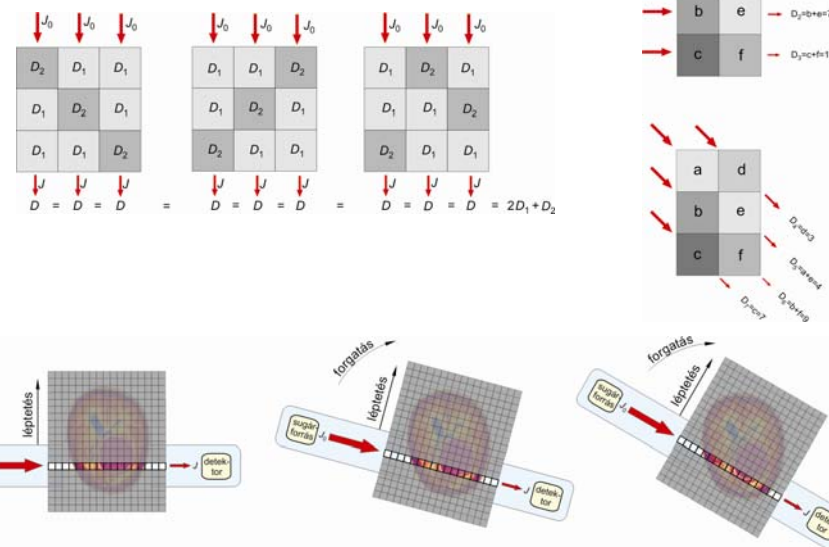 J₀ J₀ J₀
D₂ D₁ D₁
D₁ D₂ D₁
D₁ D₁ D₂
J J J
J₀ J₀ J₀
D₁ D₁ D₂
D₁ D₂ D₁
D₂ D₁ D₁
J J J
J₀ J₀ J₀
D₁ D₂ D₁
D₁ D₁ D₂
D₂ D₁ D₁
J J J
D = D = D = D = D = D = D = D = D = 2D₁ + D₂
b e D₂=b+e=
c f D₃=c+f=1
a d
b e
c f
D₄=d=3
D₅=a+e=4
D₆=b+f=9
D₇=c=7
léptetés
J detek-
tor
forgatás
léptetés
sugár-
forrás J₀
J detek-
tor
forgatás
léptetés
sugár-
forrás J₀
J